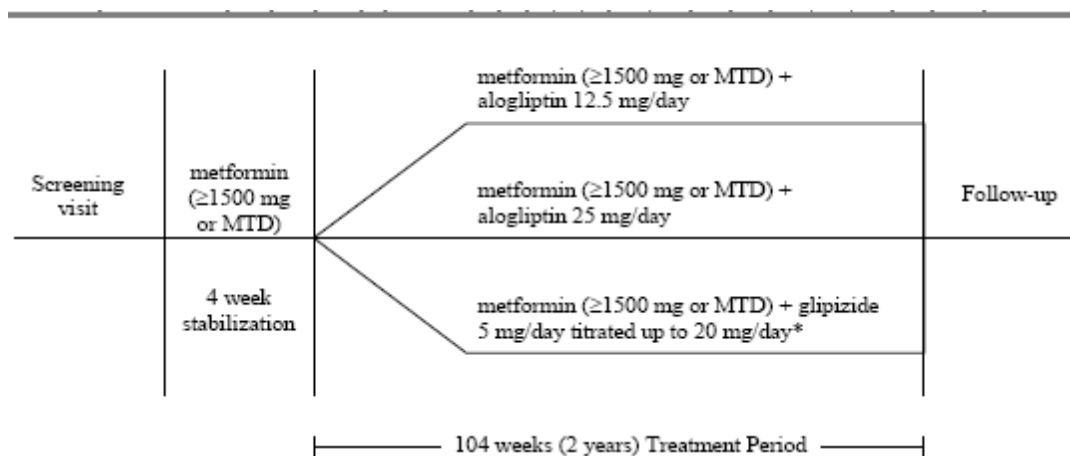 metformin (≥1500 mg or MTD) +
alogliptin 12.5 mg/day
Screening
visit
metformin
(≥1500 mg
or MTD)
metformin (≥1500 mg or MTD) +
alogliptin 25 mg/day
Follow-up
4 week
stabilization
metformin (≥1500 mg or MTD) + glipizide
5 mg/day titrated up to 20 mg/day*
104 weeks (2 years) Treatment Period